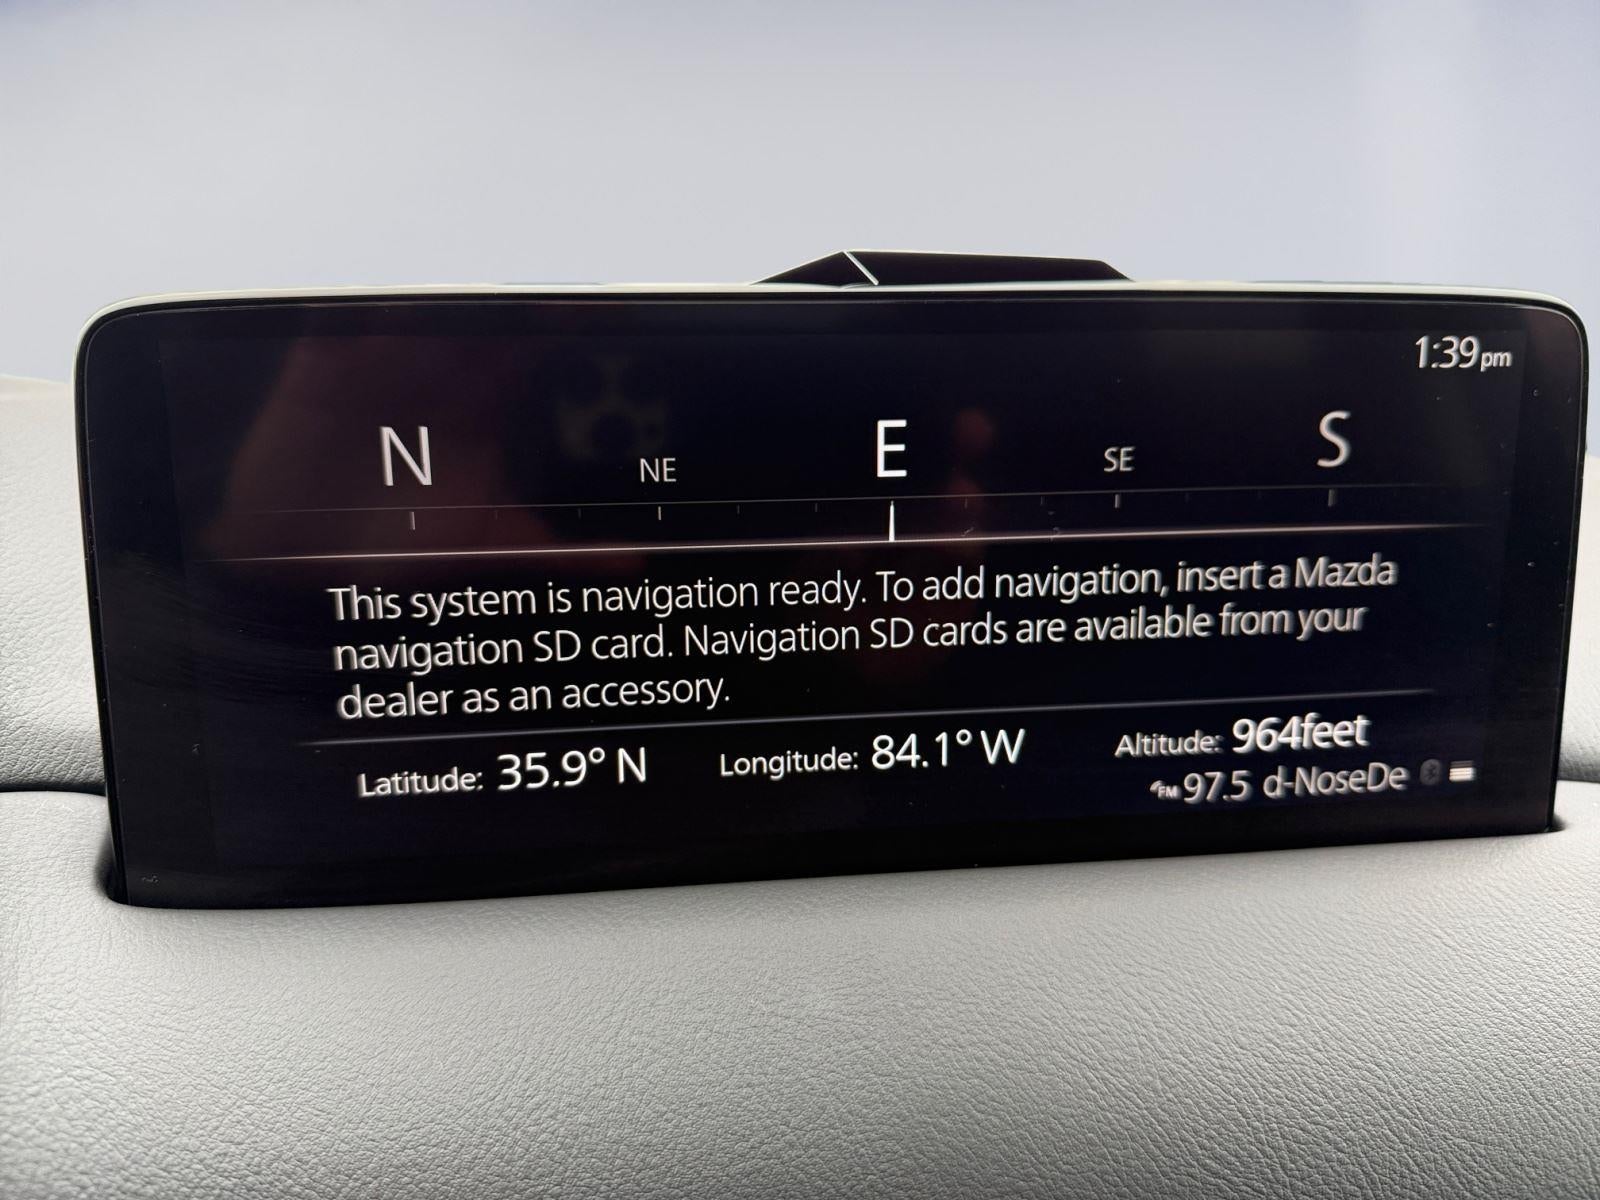 1:39pm
N NE E SE S
This system is navigation ready. To add navigation, insert a Mazda
navigation SD card. Navigation SD cards are available from your
dealer as an accessory.
Latitude: 35.9° N Longitude: 84.1° W Altitude: 964feet
FM 97.5 d-NoseDe